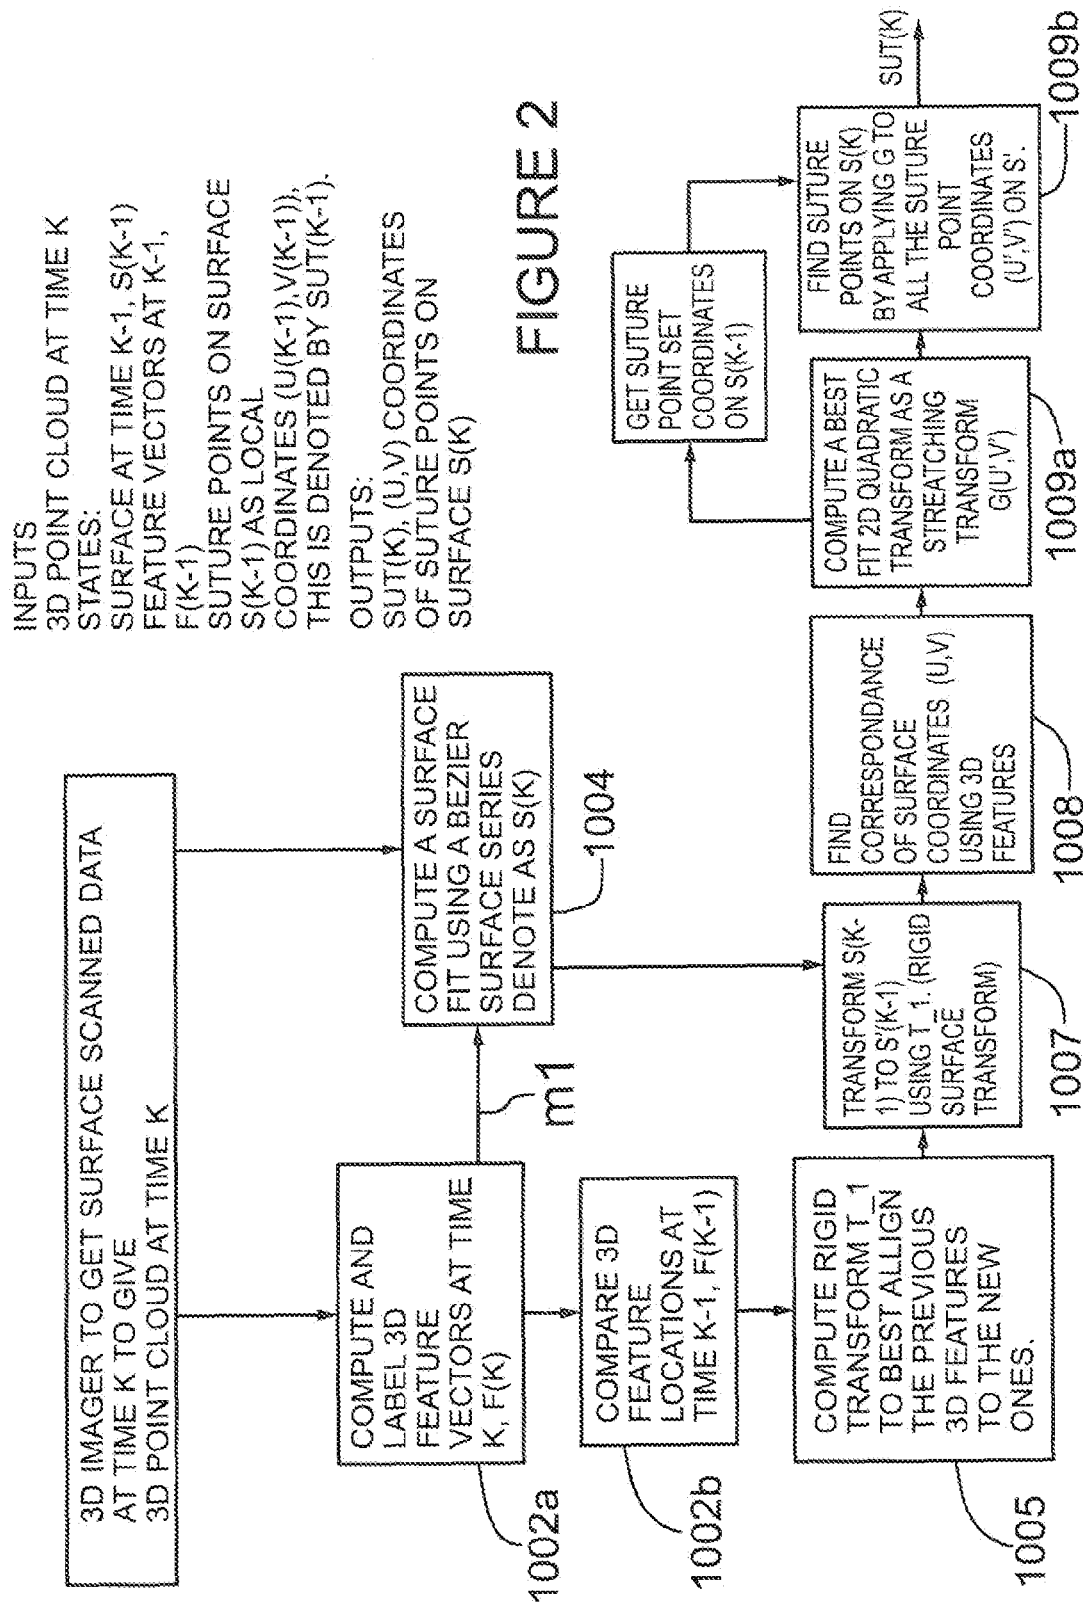 3D IMAGER TO GET SURFACE SCANNED DATA
AT TIME K TO GIVE
3D POINT CLOUD AT TIME K
INPUTS
3D POINT CLOUD AT TIME K
STATES:
SURFACE AT TIME K-1, S(K-1)
FEATURE VECTORS AT K-1,
F(K-1)
SUTURE POINTS ON SURFACE
S(K-1) AS LOCAL
COORDINATES (U(K-1),V(K-1)),
THIS IS DENOTED BY SUT(K-1).
OUTPUTS:
SUT(K), (U,V) COORDINATES
OF SUTURE POINTS ON
SURFACE S(K)
COMPUTE AND
LABEL 3D
FEATURE
VECTORS AT TIME
K, F(K)
1002a
m1
COMPUTE A SURFACE
FIT USING A BEZIER
SURFACE SERIES
DENOTE AS S(K)
1004
COMPARE 3D
FEATURE
LOCATIONS AT
TIME K-1, F(K-1)
1002b
COMPUTE RIGID
TRANSFORM T_1
TO BEST ALLIGN
THE PREVIOUS
3D FEATURES
TO THE NEW
ONES.
1005
TRANSFORM S(K-
1) TO S'(K-1)
USING T_1. (RIGID
SURFACE
TRANSFORM)
1007
FIND
CORRESPONDANCE
OF SURFACE
COORDINATES (U,V)
USING 3D
FEATURES
1008
COMPUTE A BEST
FIT 2D QUADRATIC
TRANSFORM AS A
STREATCHING
TRANSFORM
G(U',V')
1009a
GET SUTURE
POINT SET
COORDINATES
ON S(K-1)
FIND SUTURE
POINTS ON S(K)
BY APPLYING G TO
ALL THE SUTURE
POINT
COORDINATES
(U',V') ON S'.
1009b
SUT(K)
FIGURE 2